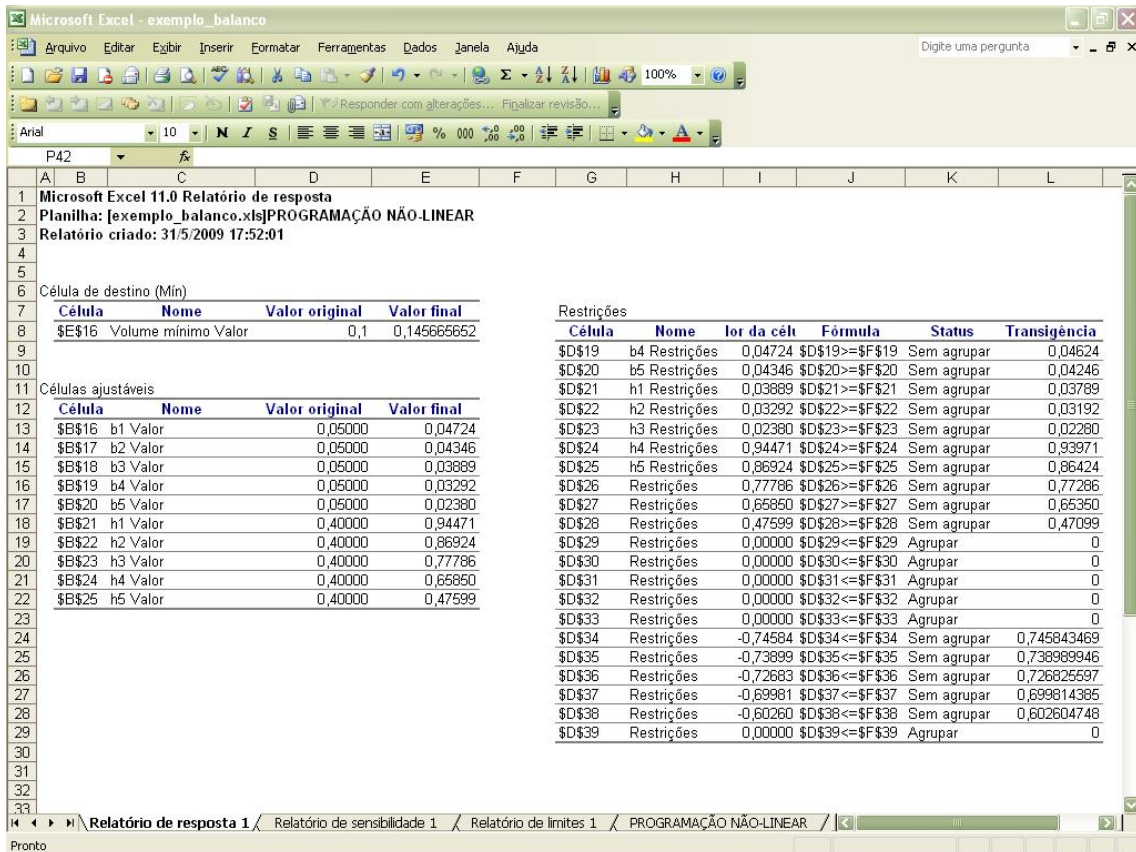 Microsoft Excel - exemplo_balanco
Arquivo Editar Exibir Inserir Formatar Ferramentas Dados Janela Ajuda Digite uma pergunta
100%
Responder com alterações... Finalizar revisão...
Arial 10 N I S % 000
P42 fx
A B C D E F G H I J K L
1 Microsoft Excel 11.0 Relatório de resposta
2 Planilha: [exemplo_balanco.xls]PROGRAMAÇÃO NÃO-LINEAR
3 Relatório criado: 31/5/2009 17:52:01
4
5
6 Célula de destino (Mín)
7 Célula Nome Valor original Valor final Restrições
8 $E$16 Volume mínimo Valor 0,1 0,145665652 Célula Nome lor da célu Fórmula Status Transigência
9 $D$19 b4 Restrições 0,04724 $D$19>=$F$19 Sem agrupar 0,04624
10 $D$20 b5 Restrições 0,04346 $D$20>=$F$20 Sem agrupar 0,04246
11 Células ajustáveis $D$21 h1 Restrições 0,03889 $D$21>=$F$21 Sem agrupar 0,03789
12 Célula Nome Valor original Valor final $D$22 h2 Restrições 0,03292 $D$22>=$F$22 Sem agrupar 0,03192
13 $B$16 b1 Valor 0,05000 0,04724 $D$23 h3 Restrições 0,02380 $D$23>=$F$23 Sem agrupar 0,02280
14 $B$17 b2 Valor 0,05000 0,04346 $D$24 h4 Restrições 0,94471 $D$24>=$F$24 Sem agrupar 0,93971
15 $B$18 b3 Valor 0,05000 0,03889 $D$25 h5 Restrições 0,86924 $D$25>=$F$25 Sem agrupar 0,86424
16 $B$19 b4 Valor 0,05000 0,03292 $D$26 Restrições 0,77786 $D$26>=$F$26 Sem agrupar 0,77286
17 $B$20 b5 Valor 0,05000 0,02380 $D$27 Restrições 0,65850 $D$27>=$F$27 Sem agrupar 0,65350
18 $B$21 h1 Valor 0,40000 0,94471 $D$28 Restrições 0,47599 $D$28>=$F$28 Sem agrupar 0,47099
19 $B$22 h2 Valor 0,40000 0,86924 $D$29 Restrições 0,00000 $D$29<=$F$29 Agrupar 0
20 $B$23 h3 Valor 0,40000 0,77786 $D$30 Restrições 0,00000 $D$30<=$F$30 Agrupar 0
21 $B$24 h4 Valor 0,40000 0,65850 $D$31 Restrições 0,00000 $D$31<=$F$31 Agrupar 0
22 $B$25 h5 Valor 0,40000 0,47599 $D$32 Restrições 0,00000 $D$32<=$F$32 Agrupar 0
23 $D$33 Restrições 0,00000 $D$33<=$F$33 Agrupar 0
24 $D$34 Restrições -0,74584 $D$34<=$F$34 Sem agrupar 0,745843469
25 $D$35 Restrições -0,73899 $D$35<=$F$35 Sem agrupar 0,738989946
26 $D$36 Restrições -0,72683 $D$36<=$F$36 Sem agrupar 0,726825597
27 $D$37 Restrições -0,69981 $D$37<=$F$37 Sem agrupar 0,699814385
28 $D$38 Restrições -0,60260 $D$38<=$F$38 Sem agrupar 0,602604748
29 $D$39 Restrições 0,00000 $D$39<=$F$39 Agrupar 0
30
31
32
33
Relatório de resposta 1 Relatório de sensibilidade 1 Relatório de limites 1 PROGRAMAÇÃO NÃO-LINEAR
Pronto